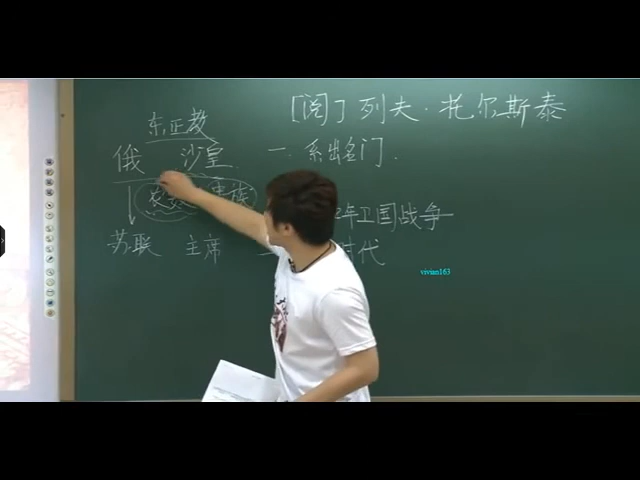 [阅] 列夫·托尔斯泰
东正教
俄 沙皇 一. 系出名门.
农奴 贵族
年卫国战争
苏联 主席 时代
vivian163